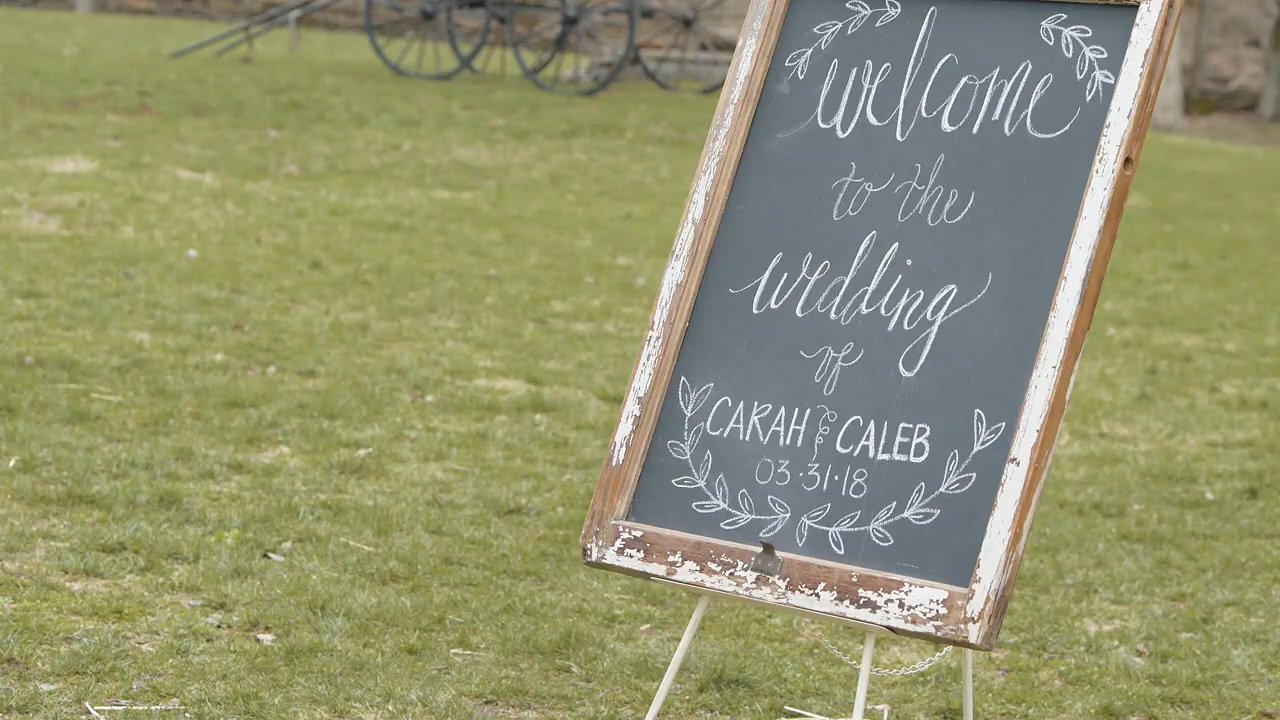 welcome
to the
wedding
of
CARAH & CALEB
03·31·18